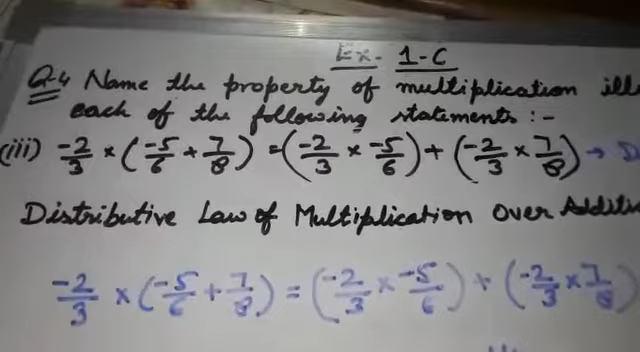 Ex- 1-C
Q-4 Name the property of multiplication
each of the following statements :-
(iii) -2/3 × (-5/6 + 7/8) = (-2/3 × -5/6) + (-2/3 × 7/8) → D
Distributive Law of Multiplication Over Additi
-2/3 × (-5/6 + 7/8) = (-2/3 × -5/6) + (-2/3 × 7/8)